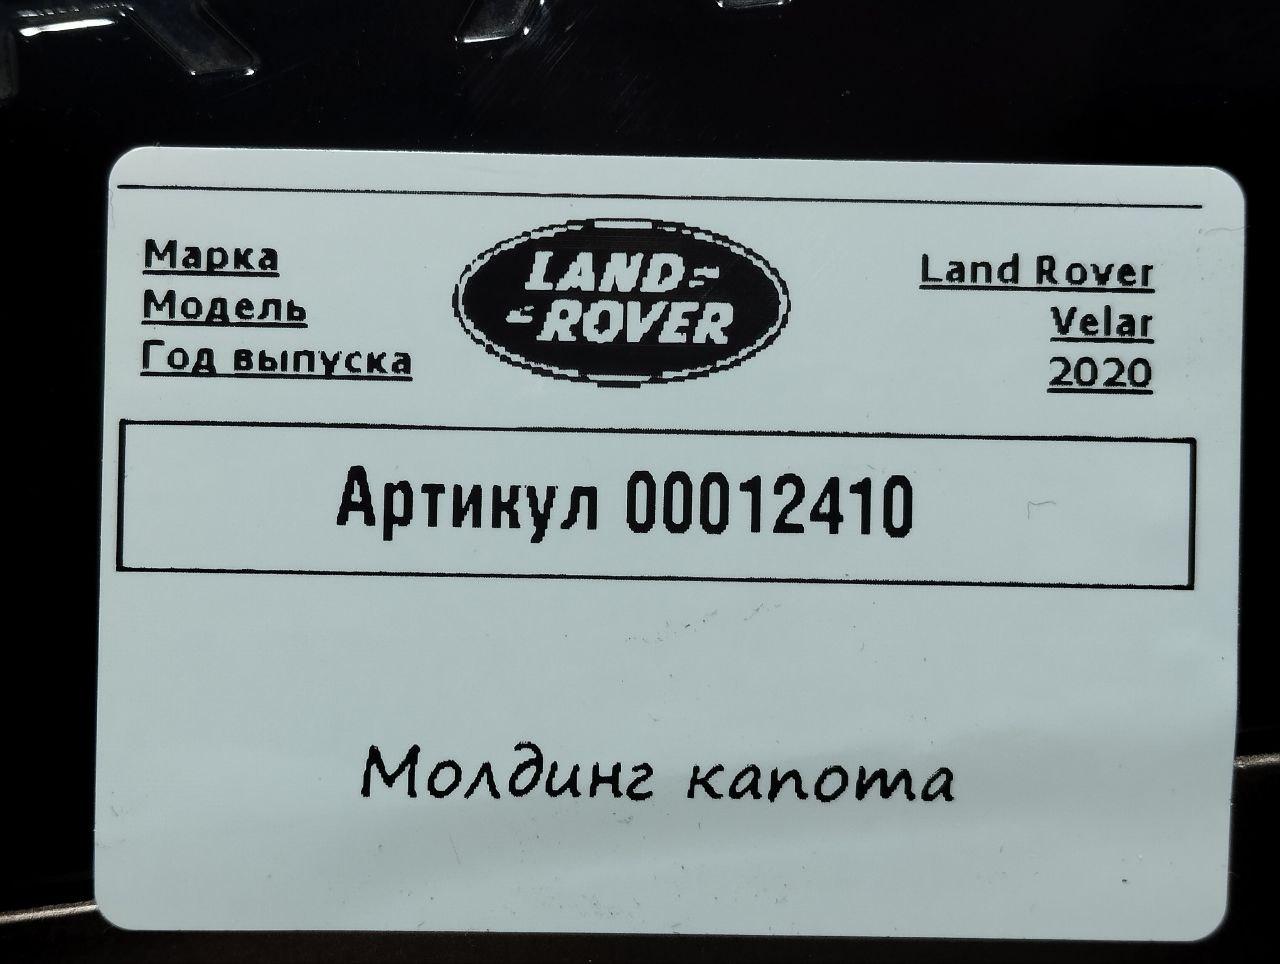 Марка
Модель
Год выпуска
LAND
ROVER
Land Rover
Velar
2020
Артикул 00012410
Молдинг капота